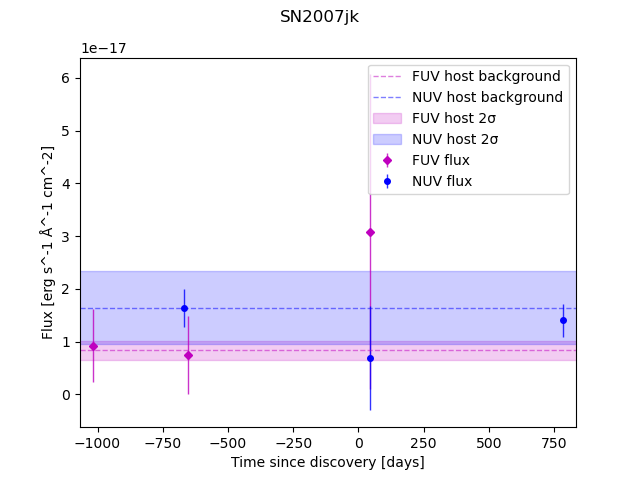 SN2007jk
1e−17
Flux [erg s^-1 Å^-1 cm^-2]
6
5
4
3
2
1
0
FUV host background
NUV host background
FUV host 2σ
NUV host 2σ
FUV flux
NUV flux
−1000
−750
−500
−250
0
250
500
750
Time since discovery [days]